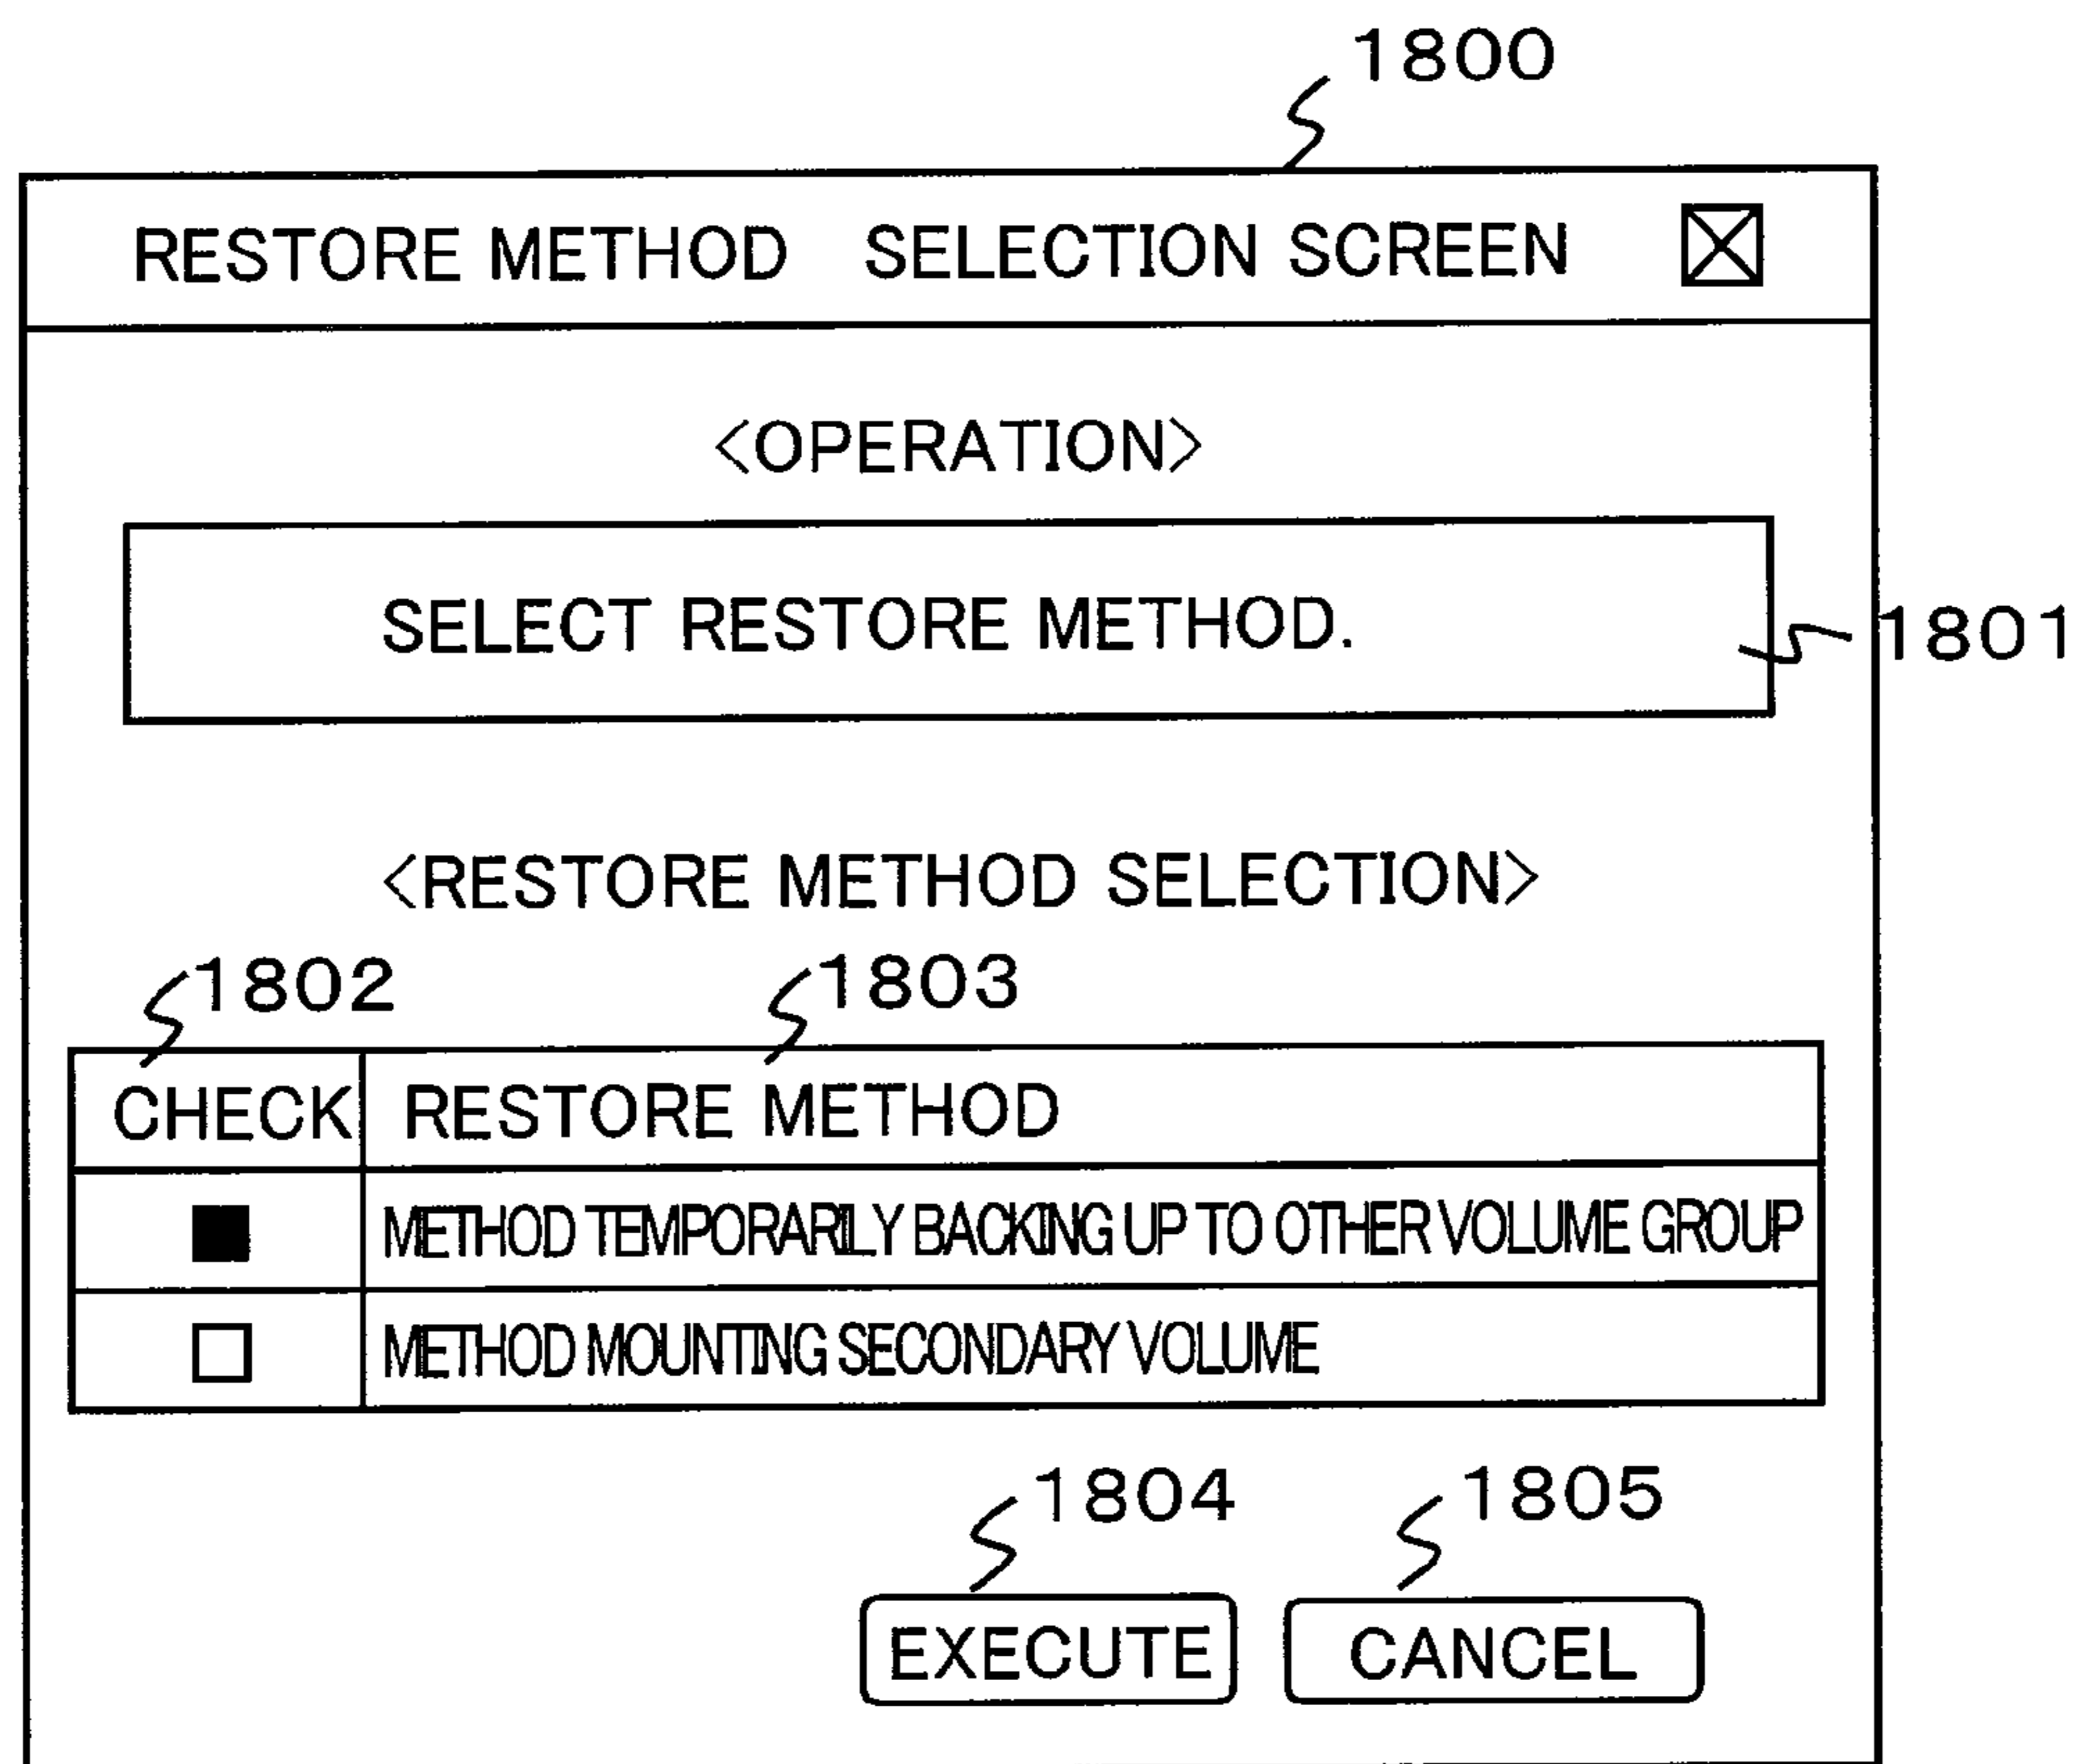 1800
RESTORE METHOD SELECTION SCREEN
<OPERATION>
SELECT RESTORE METHOD.
1801
<RESTORE METHOD SELECTION>
1802 1803
CHECK RESTORE METHOD
METHOD TEMPORARILY BACKING UP TO OTHER VOLUME GROUP
METHOD MOUNTING SECONDARY VOLUME
1804 1805
EXECUTE CANCEL